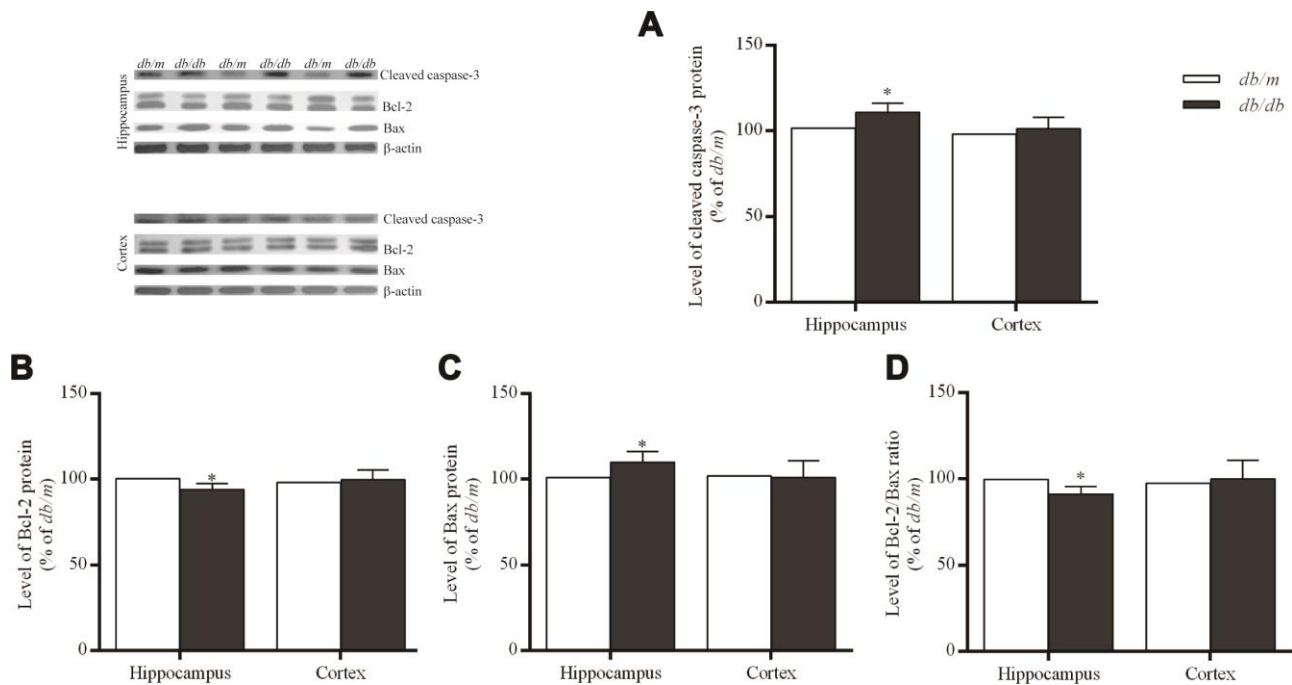 db/m db/db db/m db/db db/m db/db
Hippocampus
Cleaved caspase-3
Bcl-2
Bax
β-actin
Cortex
Cleaved caspase-3
Bcl-2
Bax
β-actin
A
Level of cleaved caspase-3 protein
(% of db/m)
150
100
50
0
*
Hippocampus Cortex
db/m
db/db
B
Level of Bcl-2 protein
(% of db/m)
150
100
50
0
*
Hippocampus Cortex
C
Level of Bax protein
(% of db/m)
150
100
50
0
*
Hippocampus Cortex
D
Level of Bcl-2/Bax ratio
(% of db/m)
150
100
50
0
*
Hippocampus Cortex